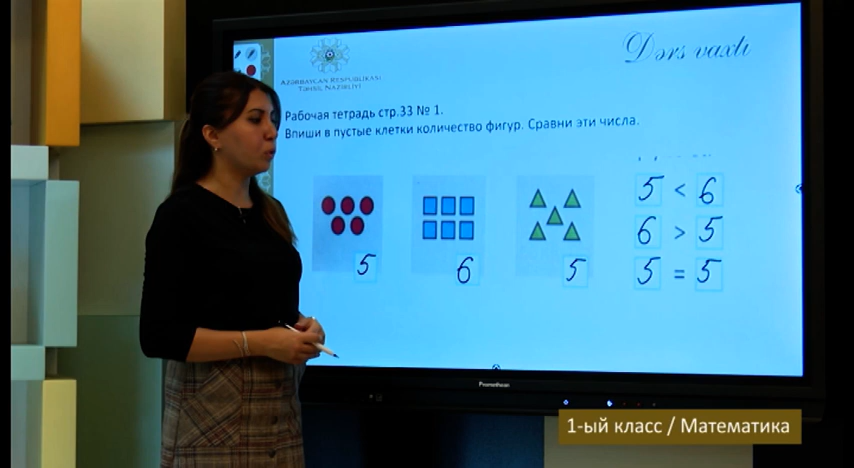 Dərs vaxtı
AZƏRBAYCAN RESPUBLİKASI
TƏHSİL NAZİRLİYİ
Рабочая тетрадь стр.33 № 1.
Впиши в пустые клетки количество фигур. Сравни эти числа.
5 < 6
6 > 5
5 6 5 5 = 5
Promethean
1-ый класс / Математика